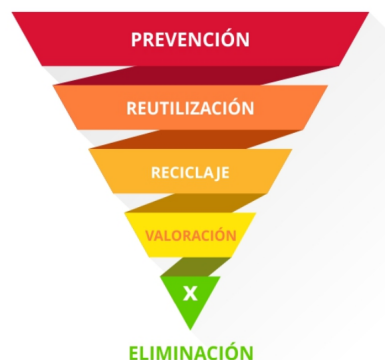 PREVENCIÓN
REUTILIZACIÓN
RECICLAJE
VALORACIÓN
X
ELIMINACIÓN